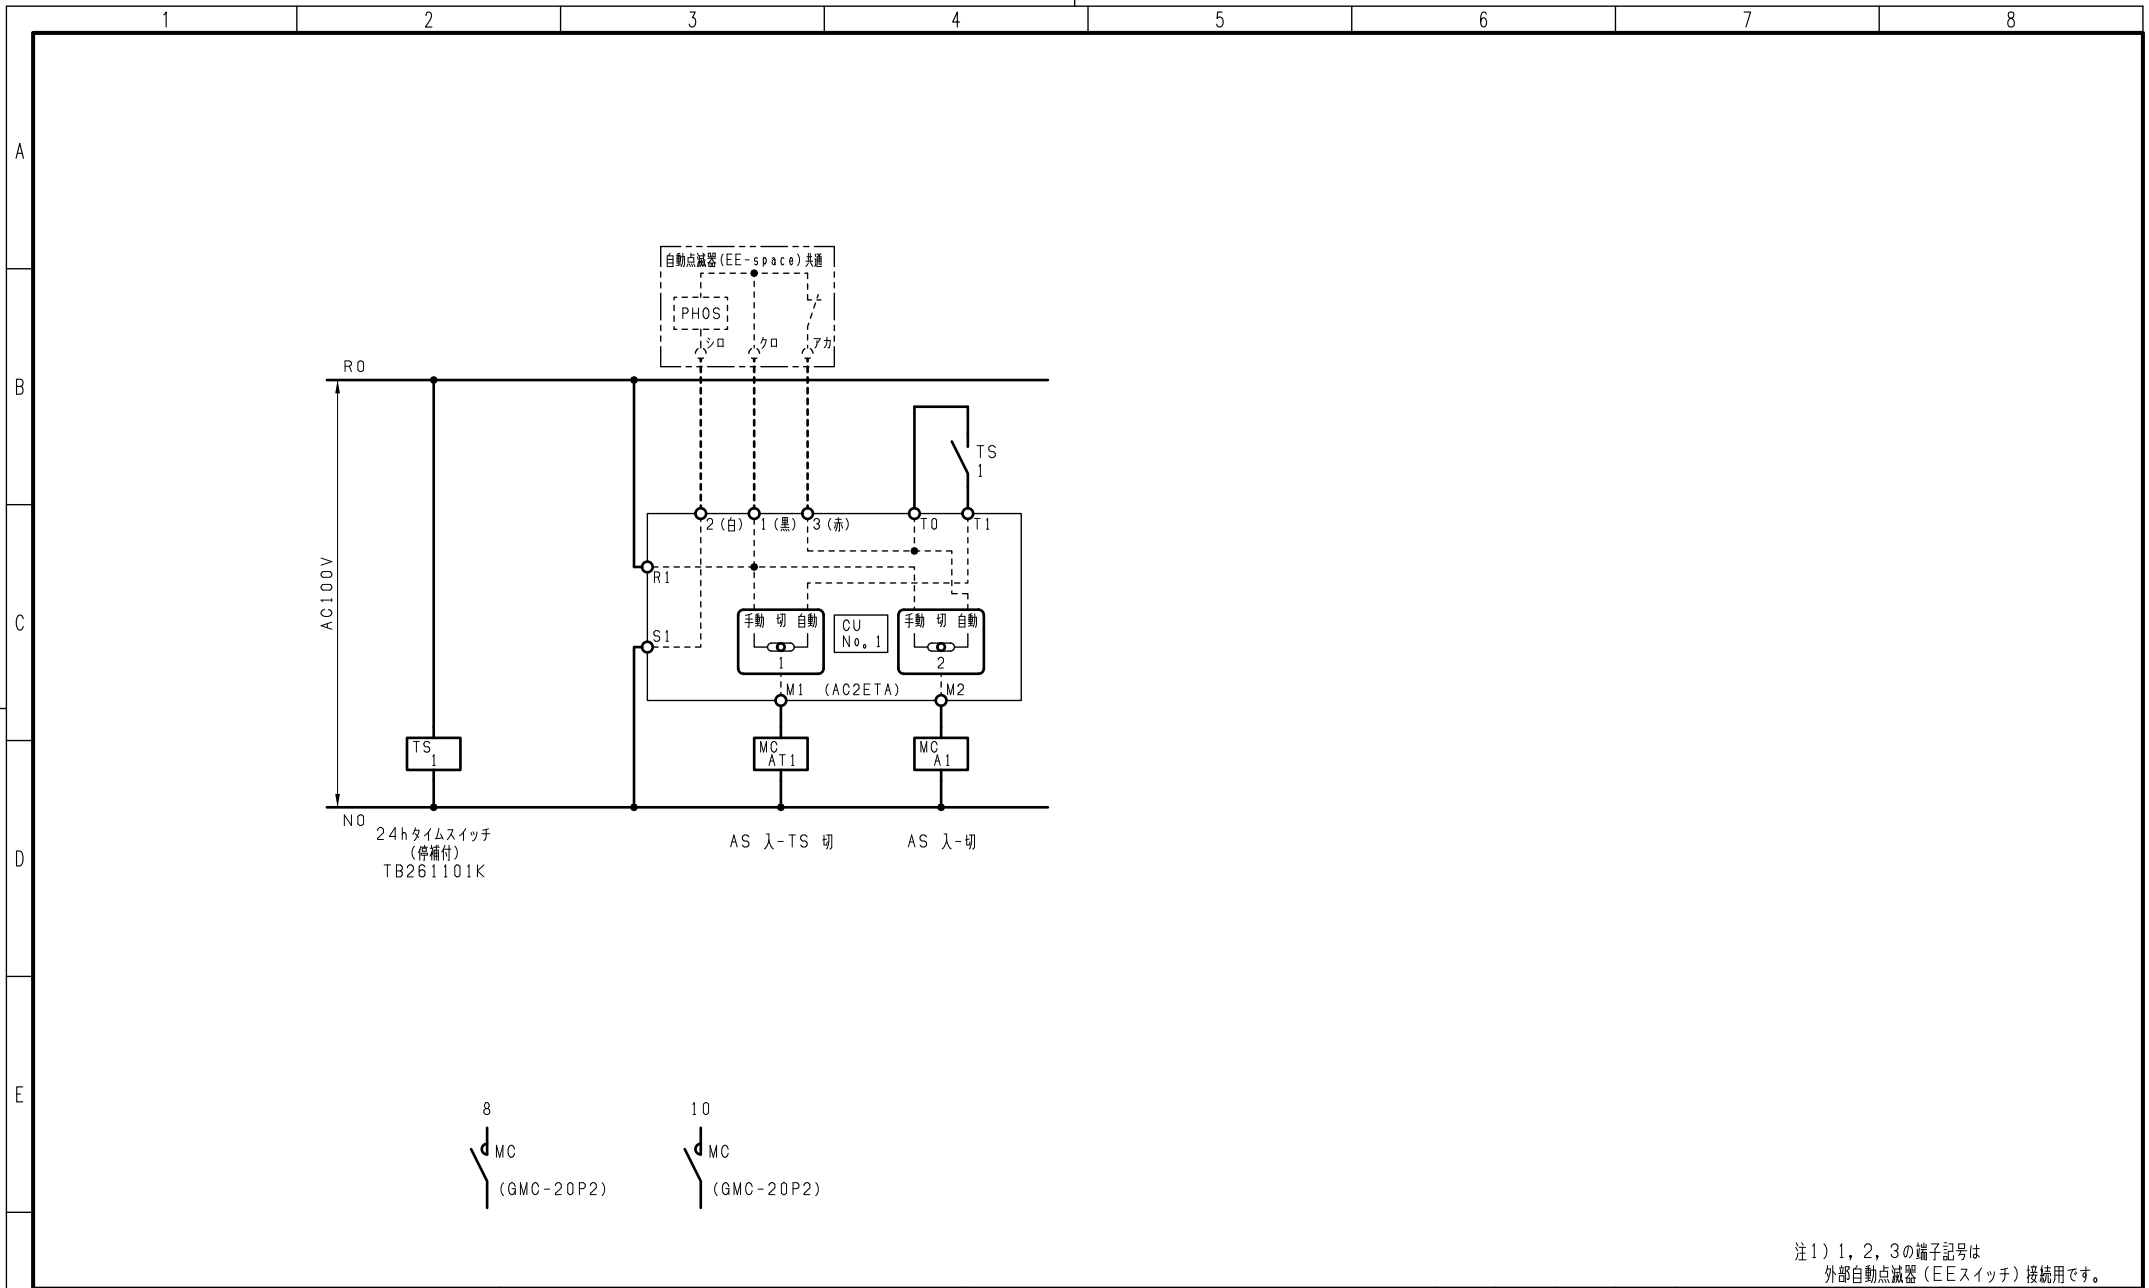 1 2 3 4 5 6 7 8
A
自動点滅器(EE-space)共通
PHOS
シロ クロ アカ
R0
B
TS
1
2(白) 1(黒) 3(赤) T0 T1
R1
AC100V
C
手動 切 自動
CU
No。1
手動 切 自動
S1
1
2
M1 (AC2ETA) M2
TS
1
MC
AT1
MC
A1
N0
24hタイムスイッチ
(停補付)
TB261101K
AS 入-TS 切
AS 入-切
D
E
8
MC
(GMC-20P2)
10
MC
(GMC-20P2)
注1)1,2,3の端子記号は
外部自動点滅器(EEスイッチ)接続用です。